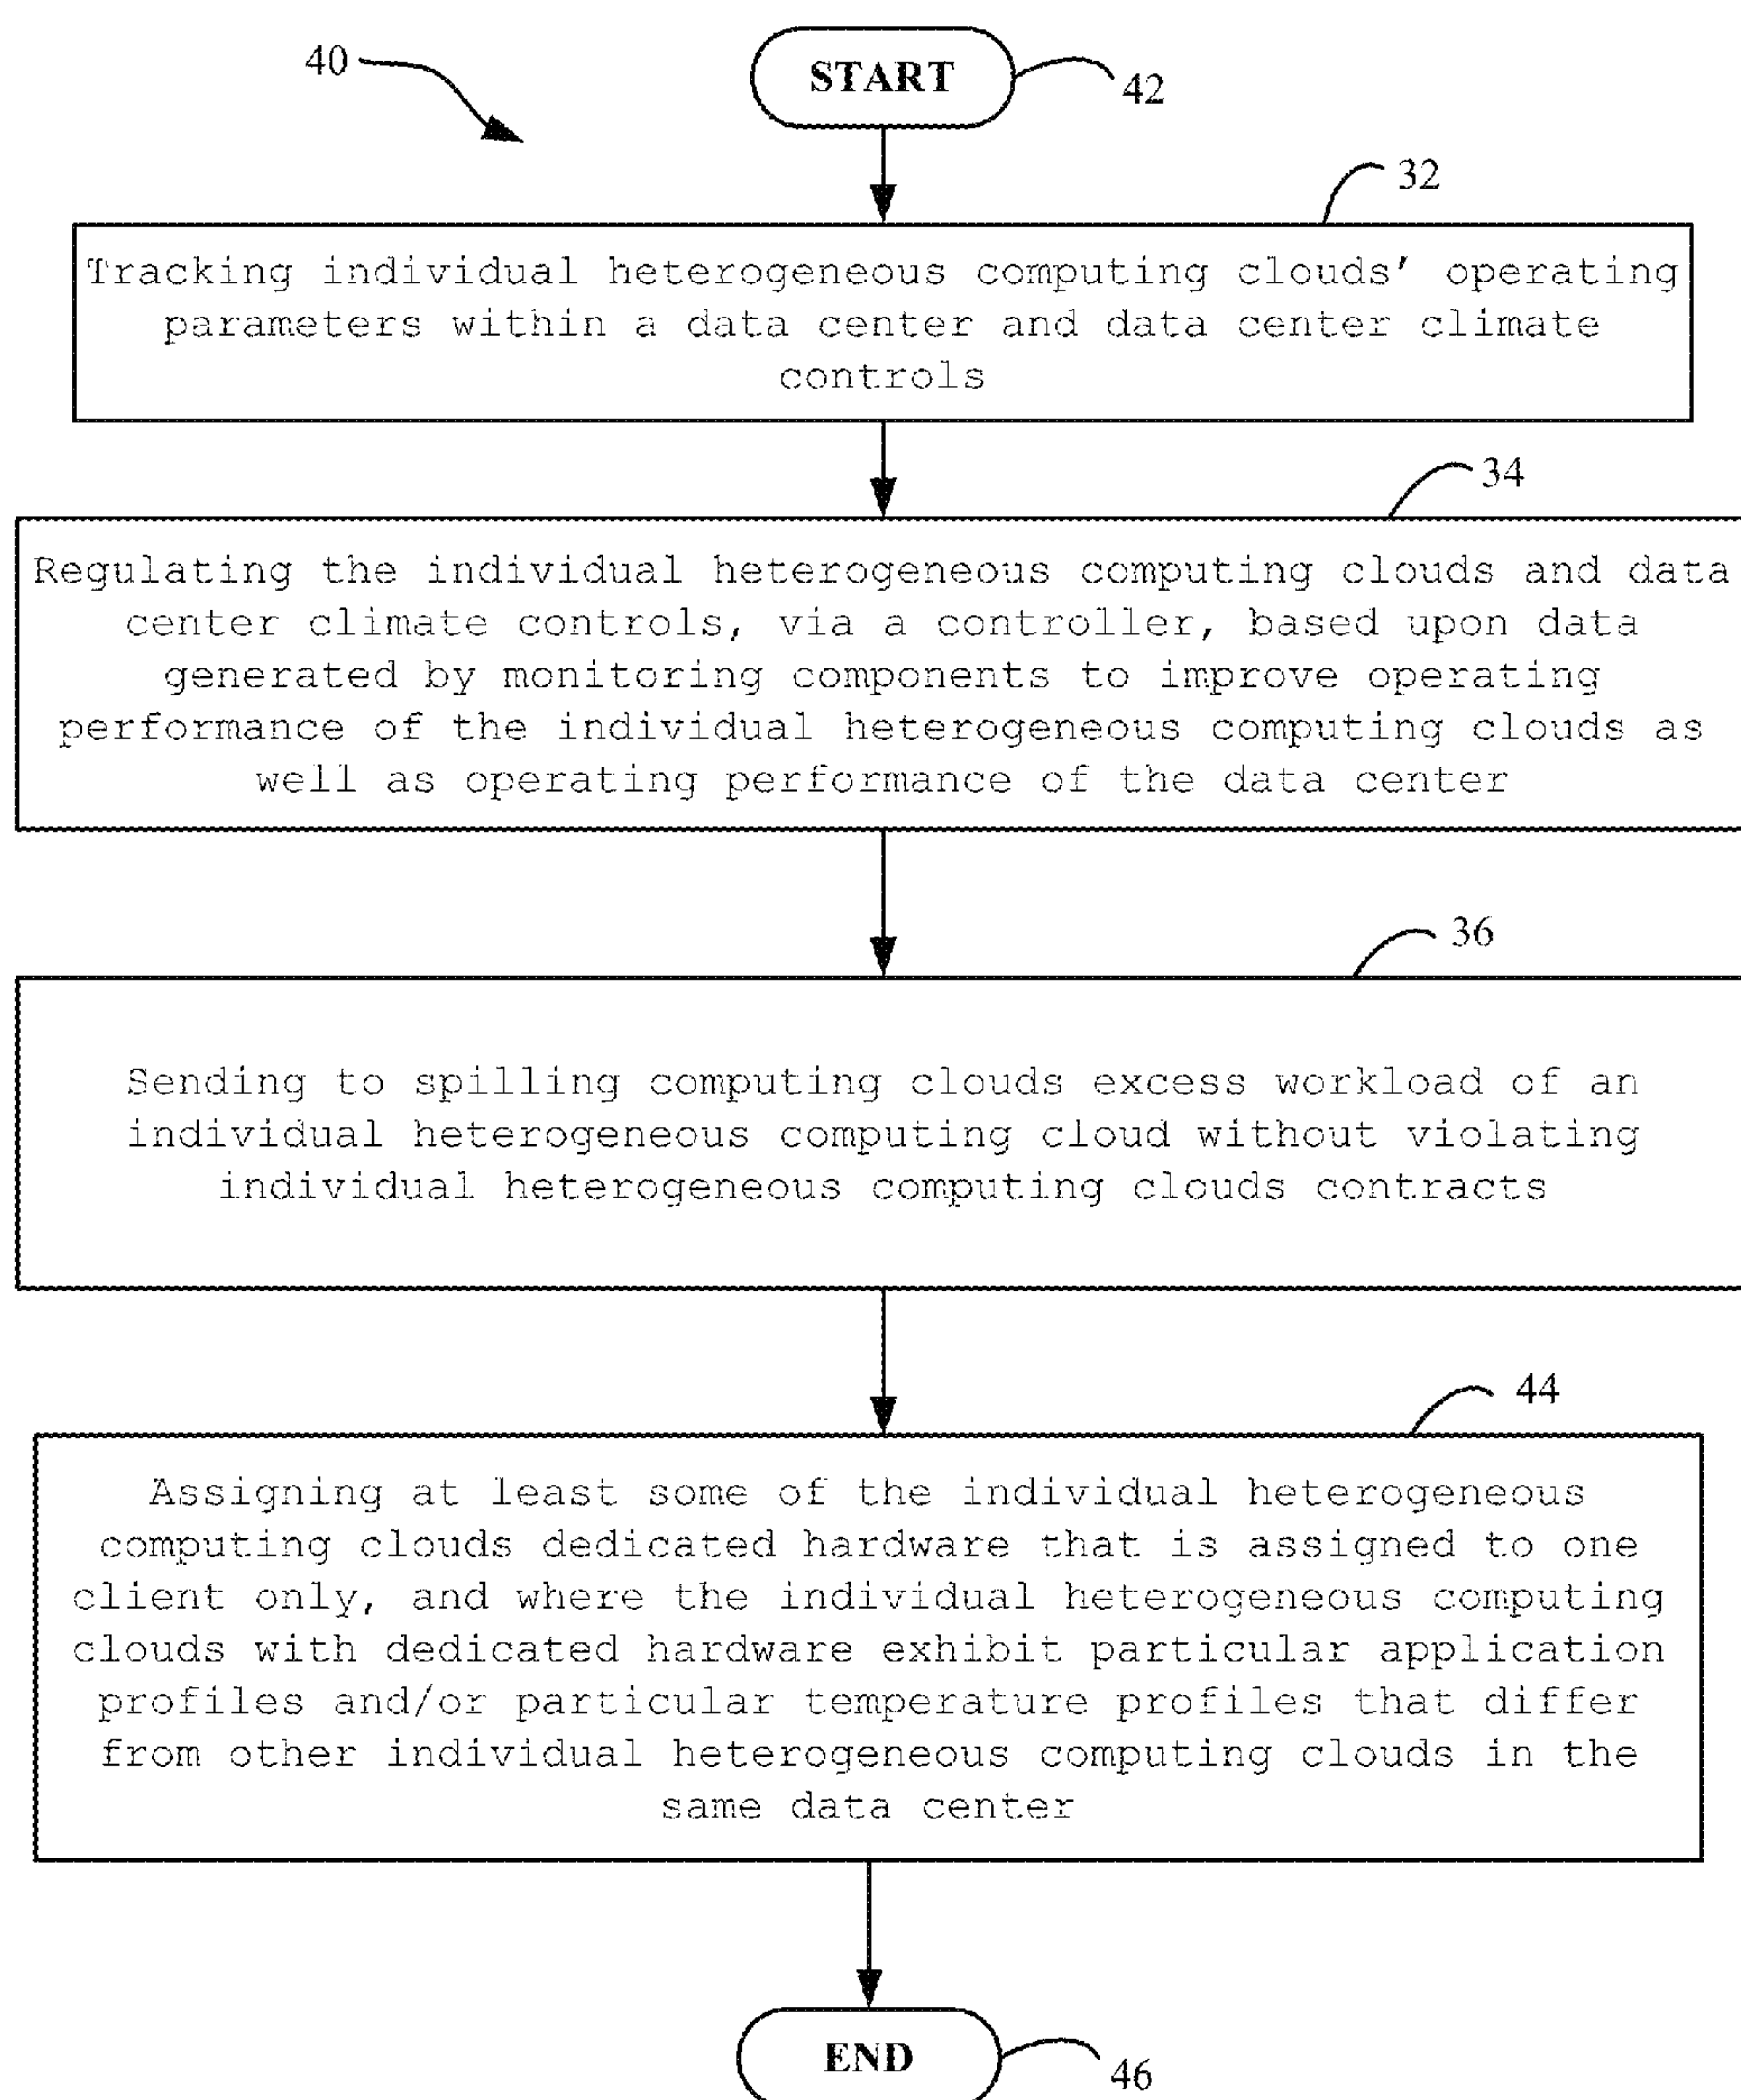 40
START
42
32
Tracking individual heterogeneous computing clouds' operating
parameters within a data center and data center climate
controls
34
Regulating the individual heterogeneous computing clouds and data
center climate controls, via a controller, based upon data
generated by monitoring components to improve operating
performance of the individual heterogeneous computing clouds as
well as operating performance of the data center
36
Sending to spilling computing clouds excess workload of an
individual heterogeneous computing cloud without violating
individual heterogeneous computing clouds contracts
44
Assigning at least some of the individual heterogeneous
computing clouds dedicated hardware that is assigned to one
client only, and where the individual heterogeneous computing
clouds with dedicated hardware exhibit particular application
profiles and/or particular temperature profiles that differ
from other individual heterogeneous computing clouds in the
same data center
END
46